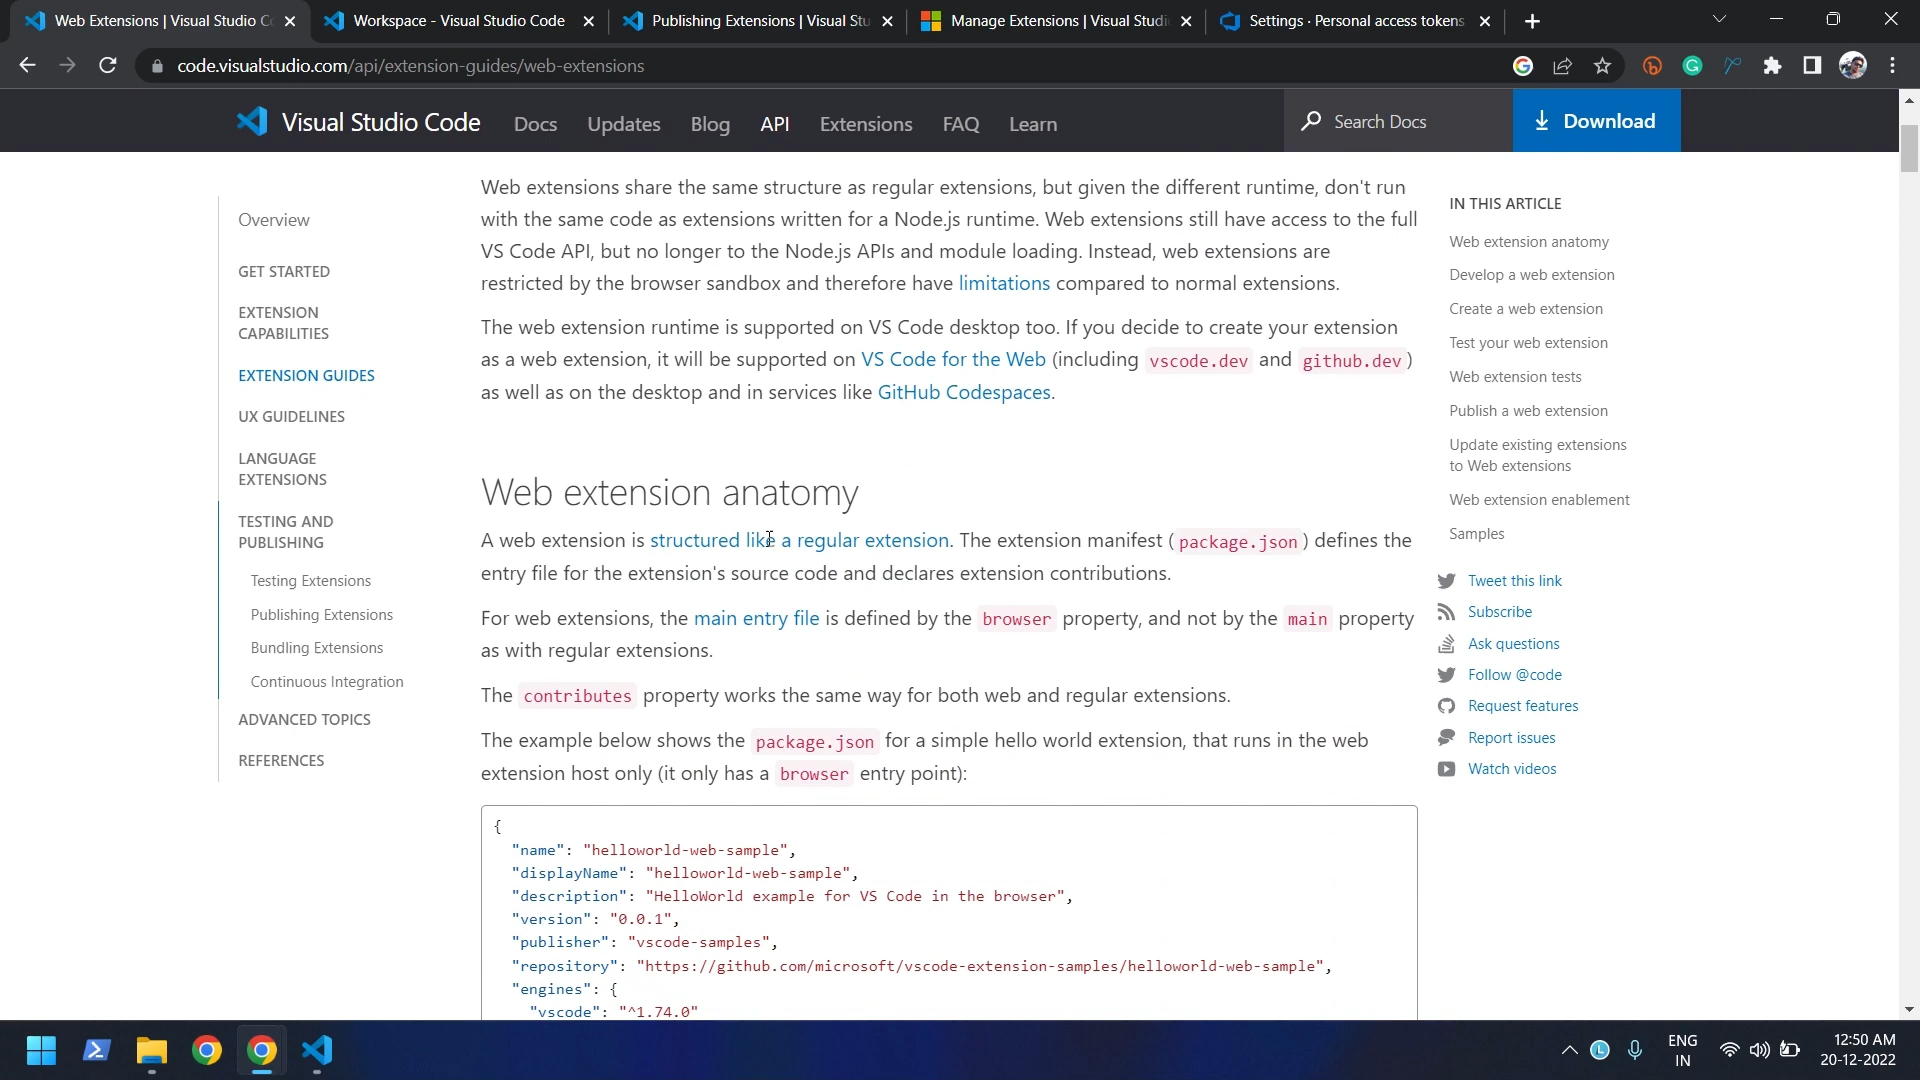 Web Extensions | Visual Studio C
Workspace - Visual Studio Code
Publishing Extensions | Visual Stu
Manage Extensions | Visual Studi
Settings · Personal access tokens
code.visualstudio.com/api/extension-guides/web-extensions
Visual Studio Code
Docs
Updates
Blog
API
Extensions
FAQ
Learn
Search Docs
Download
Overview
GET STARTED
EXTENSION
CAPABILITIES
EXTENSION GUIDES
UX GUIDELINES
LANGUAGE
EXTENSIONS
TESTING AND
PUBLISHING
Testing Extensions
Publishing Extensions
Bundling Extensions
Continuous Integration
ADVANCED TOPICS
REFERENCES
Web extensions share the same structure as regular extensions, but given the different runtime, don't run
with the same code as extensions written for a Node.js runtime. Web extensions still have access to the full
VS Code API, but no longer to the Node.js APIs and module loading. Instead, web extensions are
restricted by the browser sandbox and therefore have limitations compared to normal extensions.
The web extension runtime is supported on VS Code desktop too. If you decide to create your extension
as a web extension, it will be supported on VS Code for the Web (including vscode.dev and github.dev)
as well as on the desktop and in services like GitHub Codespaces.
Web extension anatomy
A web extension is structured like a regular extension. The extension manifest (package.json) defines the
entry file for the extension's source code and declares extension contributions.
For web extensions, the main entry file is defined by the browser property, and not by the main property
as with regular extensions.
The contributes property works the same way for both web and regular extensions.
The example below shows the package.json for a simple hello world extension, that runs in the web
extension host only (it only has a browser entry point):
{
"name": "helloworld-web-sample",
"displayName": "helloworld-web-sample",
"description": "HelloWorld example for VS Code in the browser",
"version": "0.0.1",
"publisher": "vscode-samples",
"repository": "https://github.com/microsoft/vscode-extension-samples/helloworld-web-sample",
"engines": {
"vscode": "^1.74.0"
IN THIS ARTICLE
Web extension anatomy
Develop a web extension
Create a web extension
Test your web extension
Web extension tests
Publish a web extension
Update existing extensions
to Web extensions
Web extension enablement
Samples
Tweet this link
Subscribe
Ask questions
Follow @code
Request features
Report issues
Watch videos
ENG
IN
12:50 AM
20-12-2022